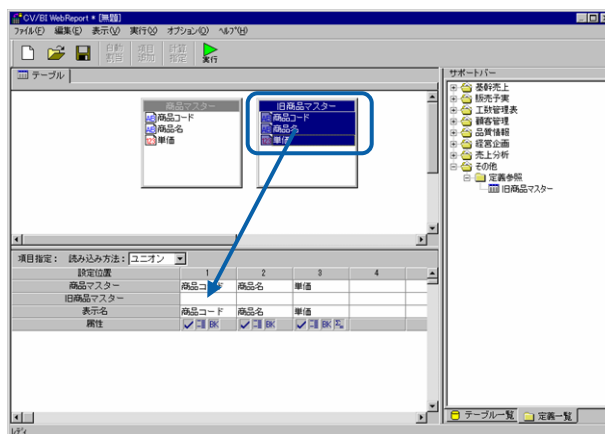 CV/BI WebReport * [無題]
ファイル(F) 編集(E) 表示(V) 実行(X) オプション(O) ヘルプ(H)
自動割当 項目追加 計算指定 実行
テーブル
商品マスター
商品コード
商品名
単価
旧商品マスター
商品コード
商品名
単価
サポートバー
基幹売上
販売予実
工数管理表
顧客管理
品質情報
経営企画
売上分析
その他
定義参照
旧商品マスター
項目指定: 読み込み方法: ユニオン
設定位置 1 2 3 4
商品マスター 商品コード 商品名 単価
旧商品マスター
表示名 商品コード 商品名 単価
属性 BK BK BK
テーブル一覧 定義一覧
レディ